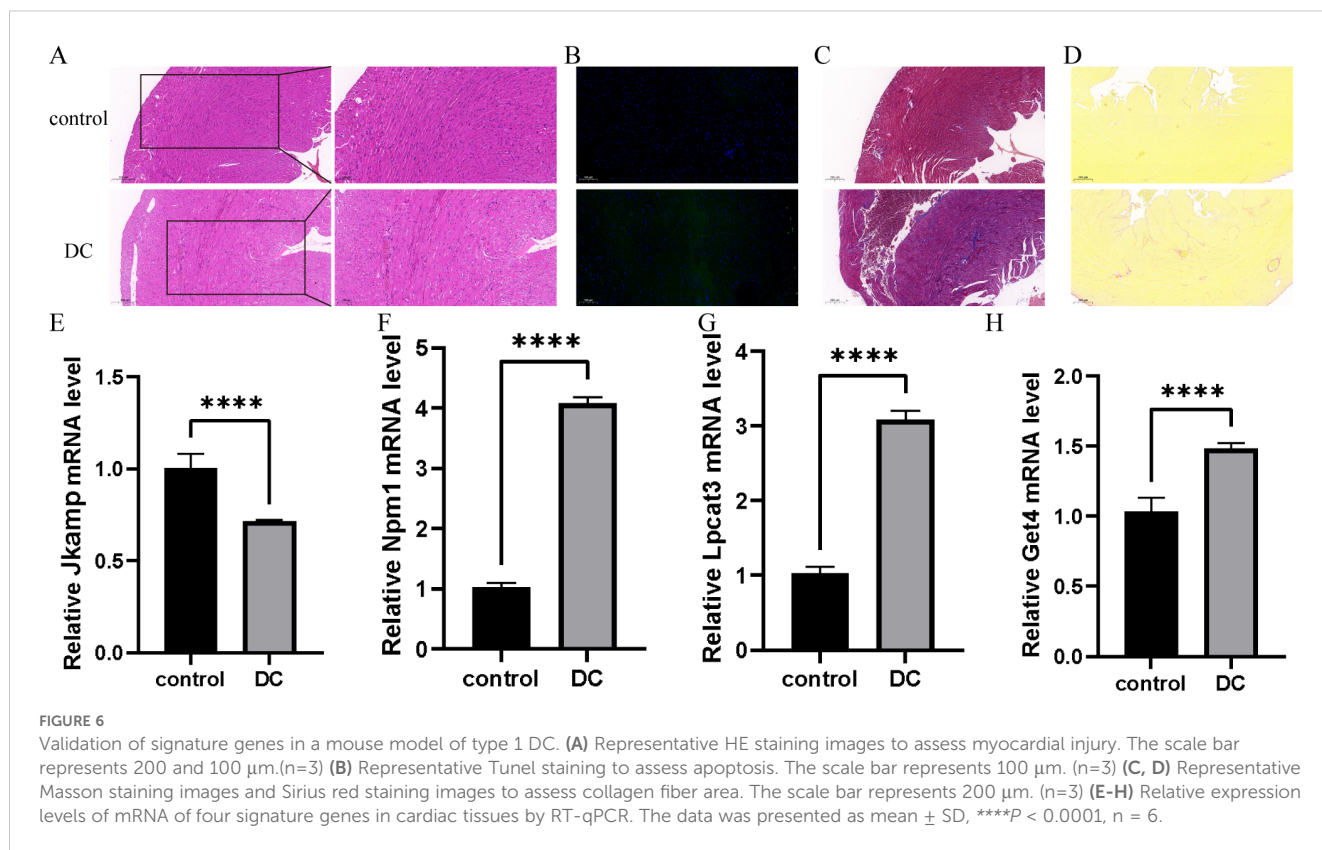 A B C D
control
DC
E F G H
Relative Jkamp mRNA level
1.5
1.0
0.5
0.0
****
control DC
Relative Npm1 mRNA level
5
4
3
2
1
0
****
control DC
Relative Lpcat3 mRNA level
4
3
2
1
0
****
control DC
Relative Get4 mRNA level
2.0
1.5
1.0
0.5
0.0
****
control DC
FIGURE 6
Validation of signature genes in a mouse model of type 1 DC. (A) Representative HE staining images to assess myocardial injury. The scale bar
represents 200 and 100 μm.(n=3) (B) Representative Tunel staining to assess apoptosis. The scale bar represents 100 μm. (n=3) (C, D) Representative
Masson staining images and Sirius red staining images to assess collagen fiber area. The scale bar represents 200 μm. (n=3) (E-H) Relative expression
levels of mRNA of four signature genes in cardiac tissues by RT-qPCR. The data was presented as mean ± SD, ****P < 0.0001, n = 6.